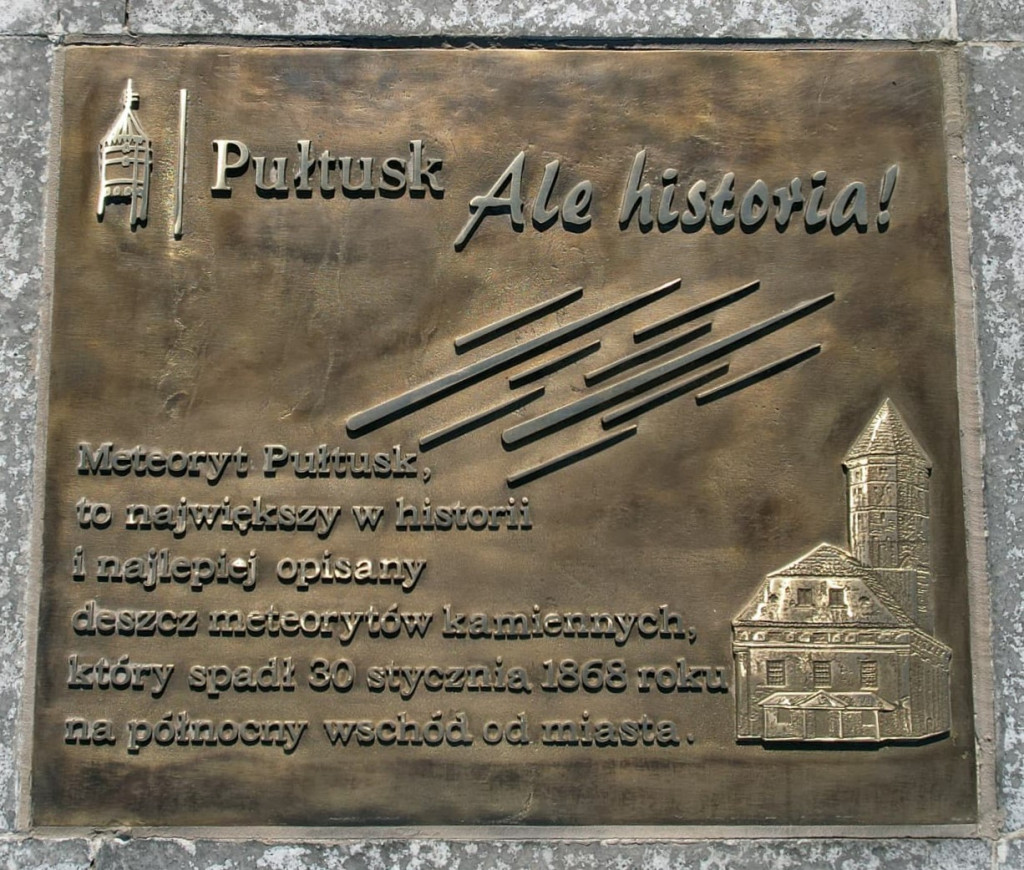 Pułtusk Ale historia!
Meteoryt Pułtusk,
to największy w historii
i najlepiej opisany
deszcz meteorytów kamiennych,
który spadł 30 stycznia 1868 roku
na północny wschód od miasta.